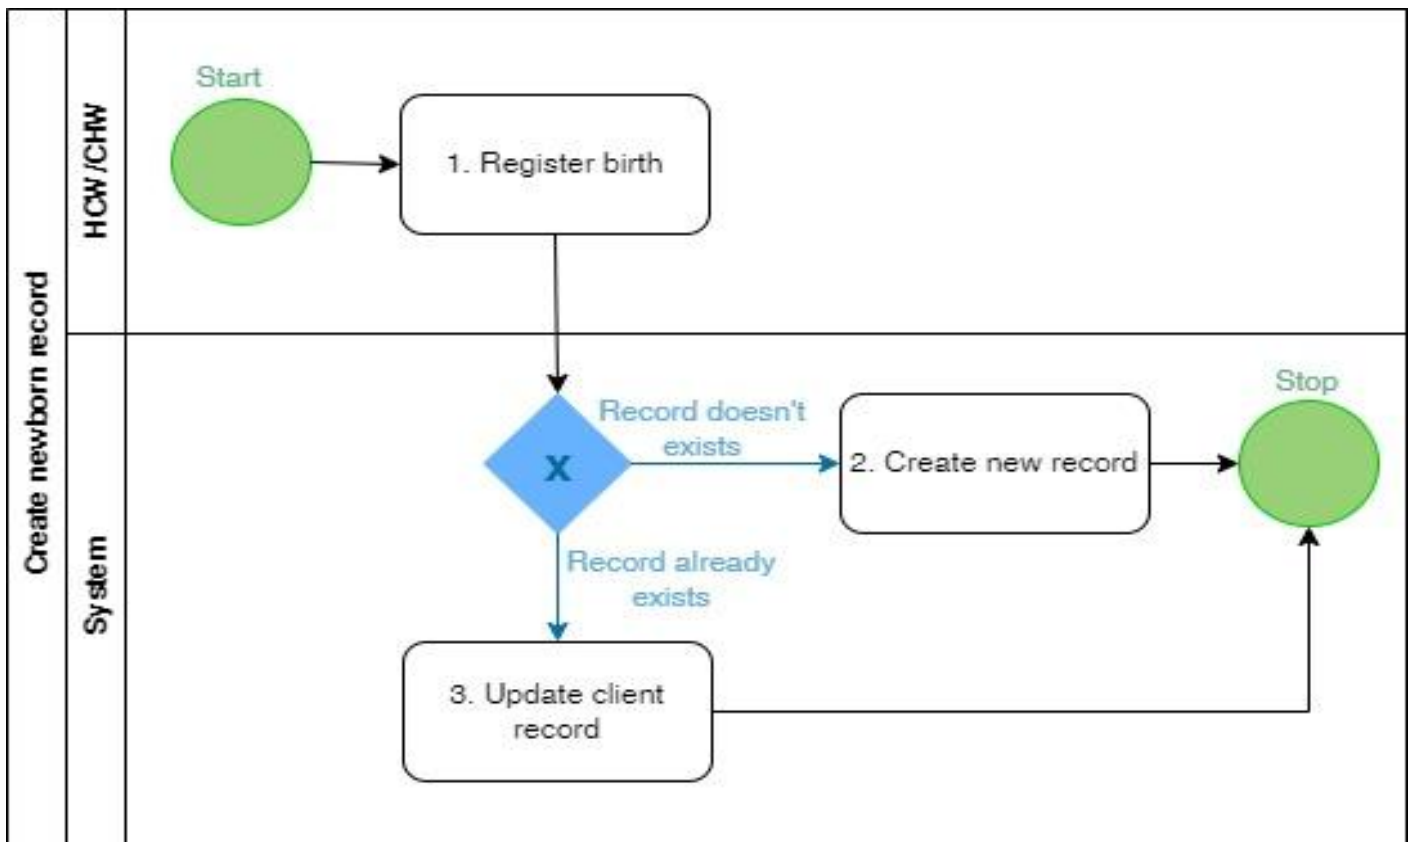 Create newborn record
HCW/CHW
Start
1. Register birth
System
X
Record doesn't
exists
2. Create new record
Stop
Record already
exists
3. Update client
record